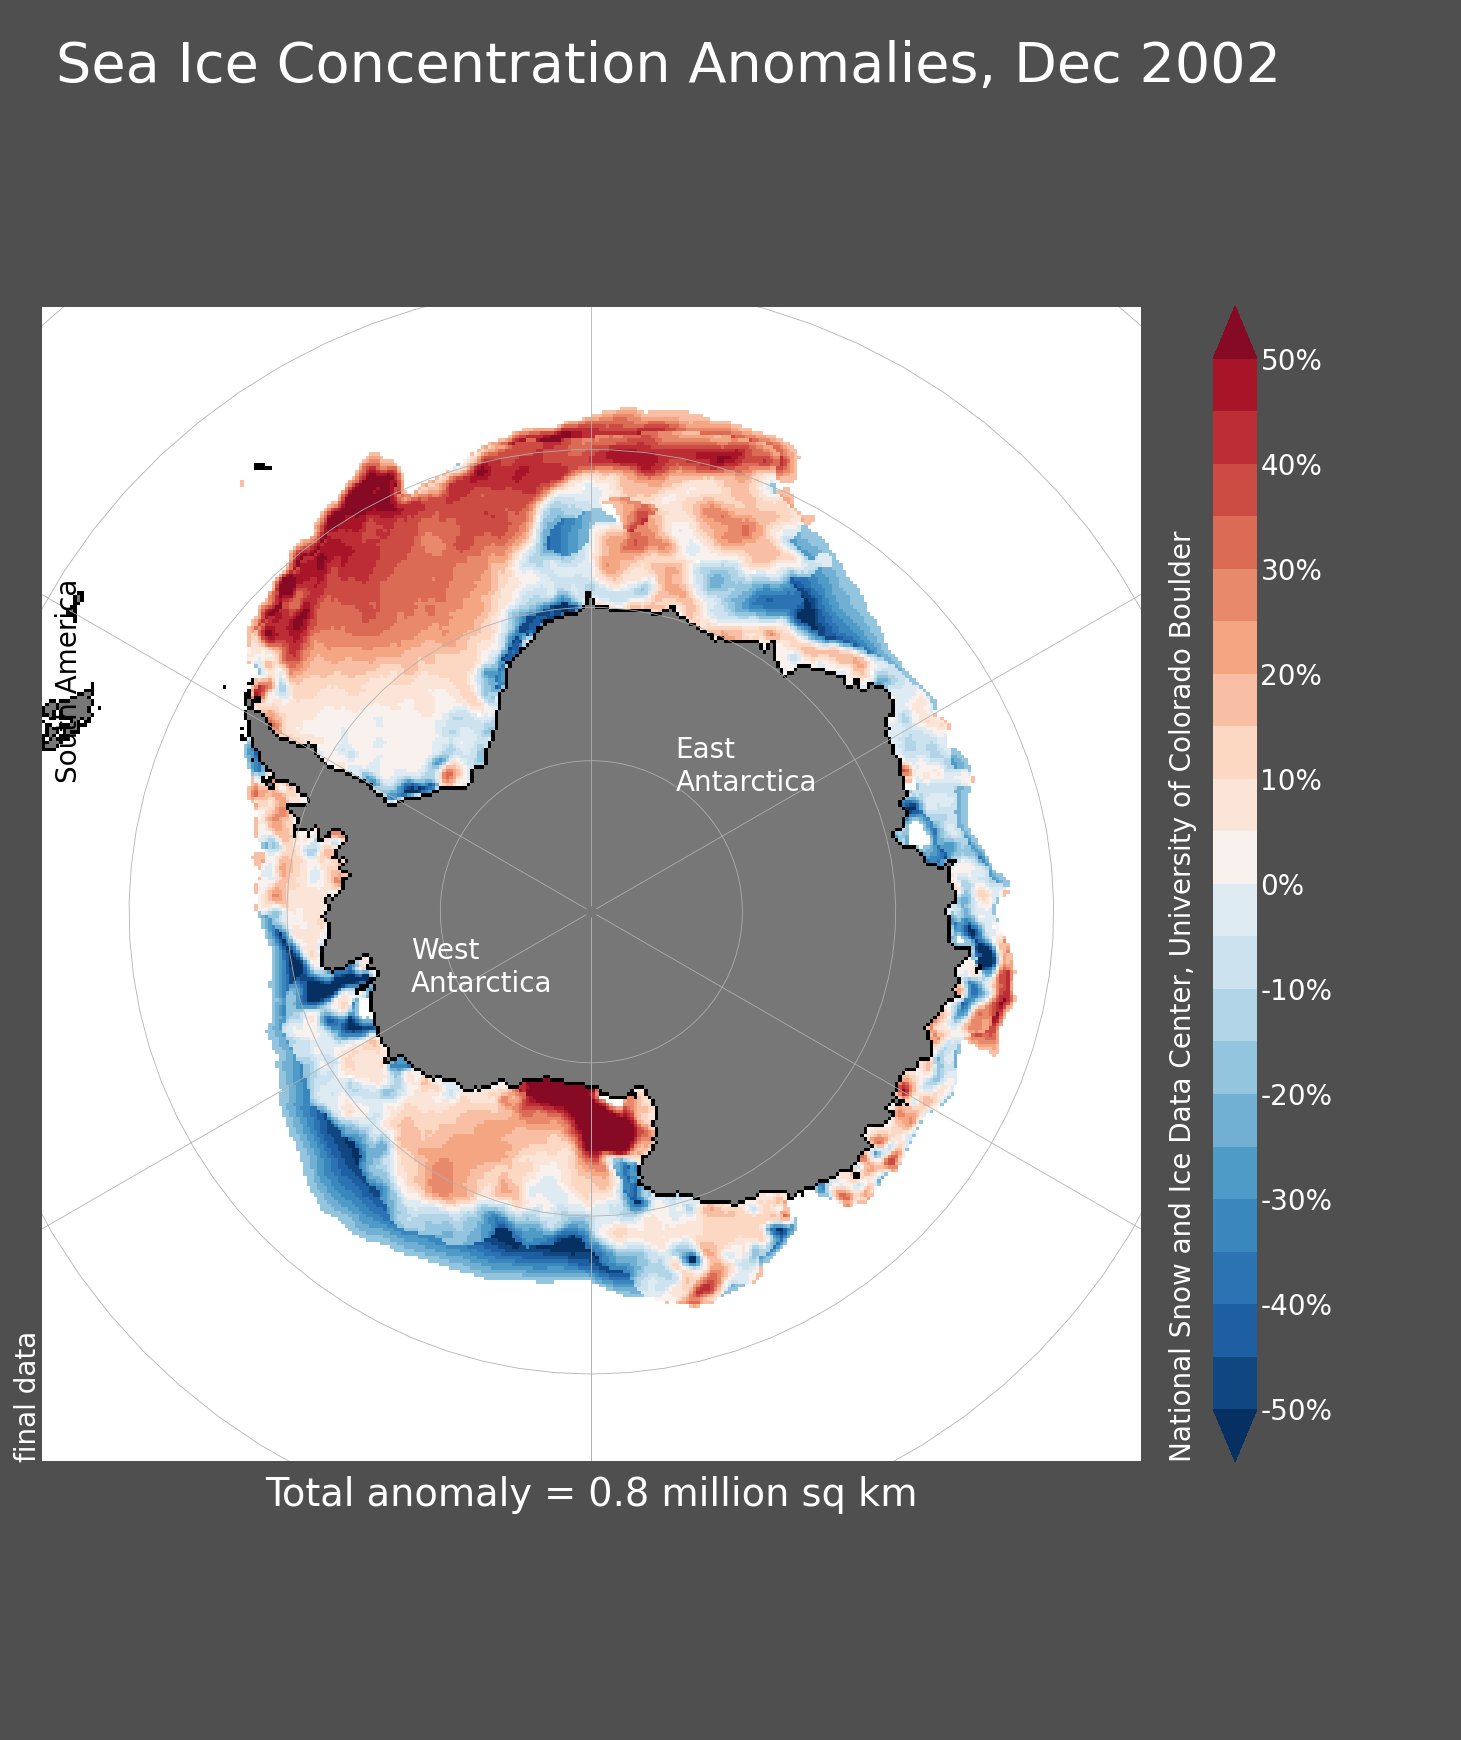 Sea Ice Concentration Anomalies, Dec 2002
South America
East
Antarctica
West
Antarctica
final data
National Snow and Ice Data Center, University of Colorado Boulder
50%
40%
30%
20%
10%
0%
-10%
-20%
-30%
-40%
-50%
Total anomaly = 0.8 million sq km